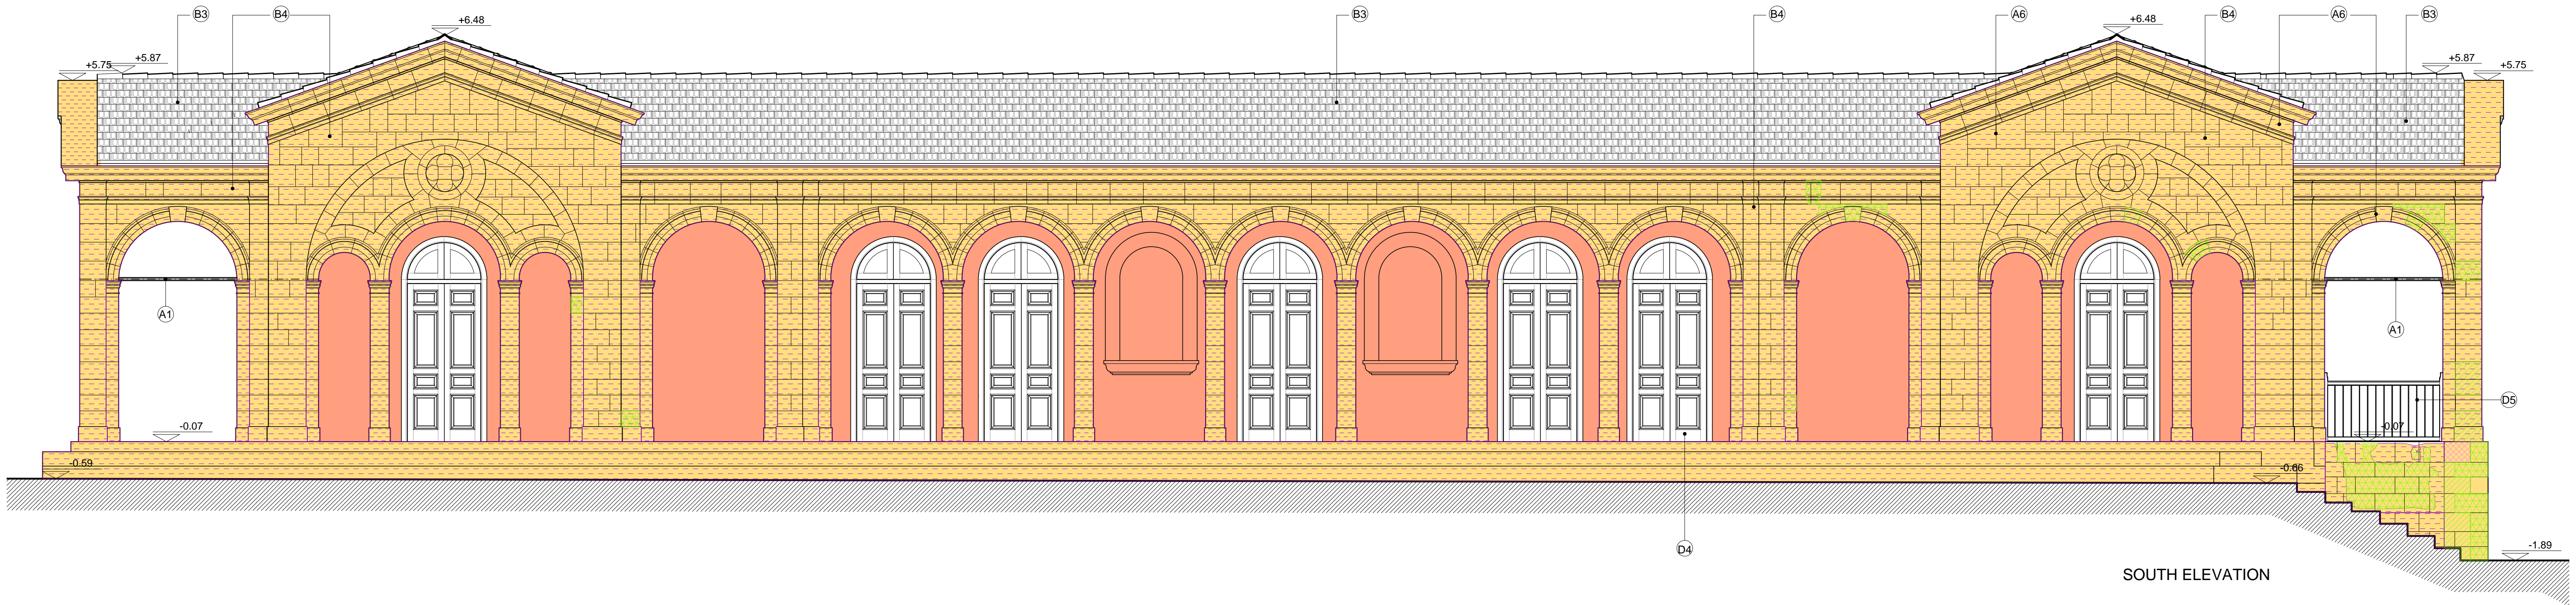 B3 B4 B3 B4 A6 B4 A6 B3
+6.48 +6.48
+5.75 +5.87 +5.87 +5.75
A1 A1
D5
-0.07 -0.07
-0.59 -0.66
D4 -1.89
SOUTH ELEVATION